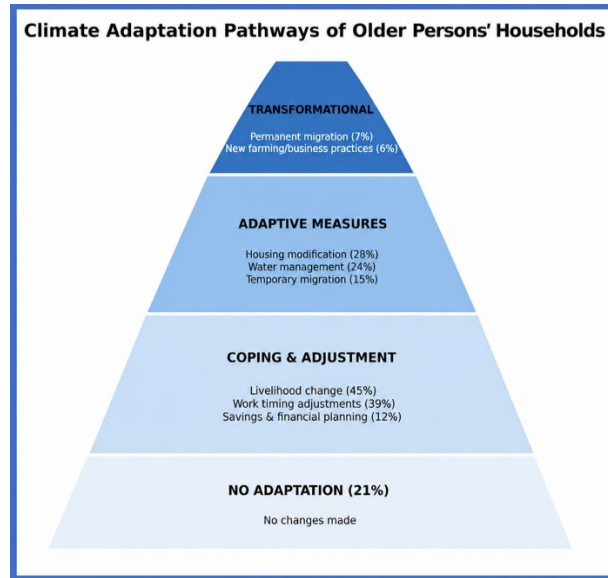 Climate Adaptation Pathways of Older Persons’ Households
TRANSFORMATIONAL
Permanent migration (7%)
New farming/business practices (6%)
ADAPTIVE MEASURES
Housing modification (28%)
Water management (24%)
Temporary migration (15%)
COPING & ADJUSTMENT
Livelihood change (45%)
Work timing adjustments (39%)
Savings & financial planning (12%)
NO ADAPTATION (21%)
No changes made